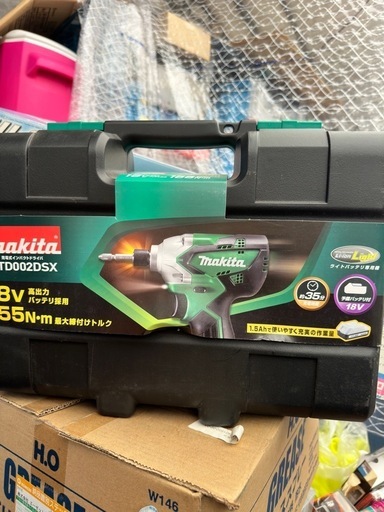 makita
充電式インパクトドライバ
TD002DSX
8V 高出力
バッテリ採用
55N·m 最大締付けトルク
makita
Li-ion Light
ライトバッテリ専用機
約35分
予備バッテリ付
18V
1.5Ahで使いやすく充実の作業量
H.O
GREASE
W146